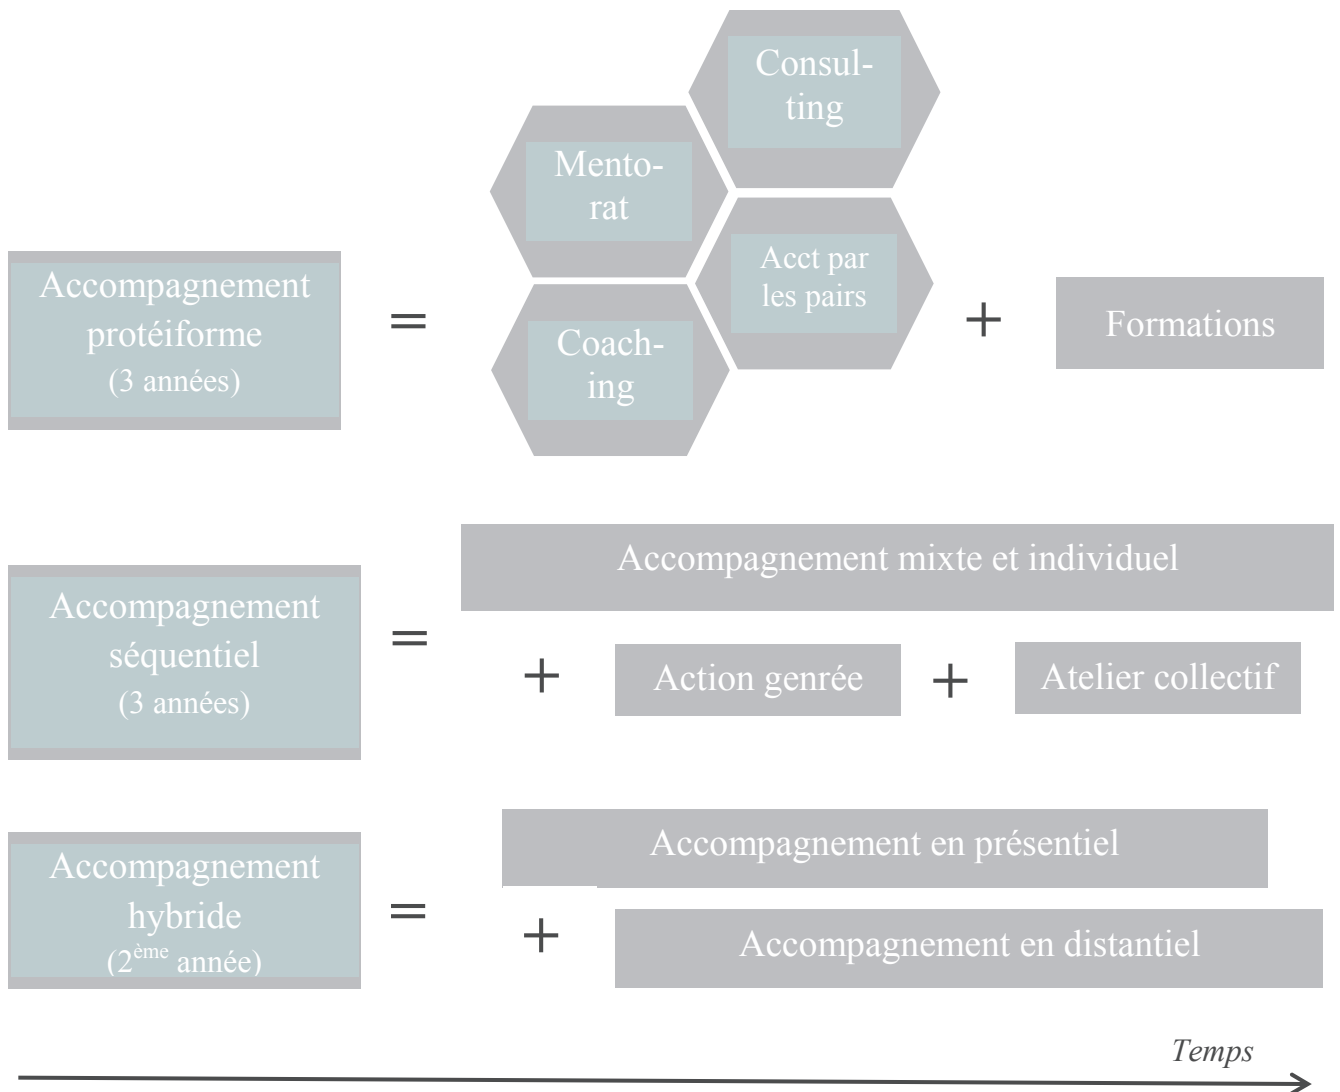 Consul-
ting
Mento-
rat
Acct par
les pairs
Coach-
ing
Accompagnement
protéiforme
(3 années)
=
+
Formations
Accompagnement
séquentiel
(3 années)
=
Accompagnement mixte et individuel
+
Action genrée
+
Atelier collectif
Accompagnement
hybride
(2ème année)
=
Accompagnement en présentiel
+
Accompagnement en distantiel
Temps